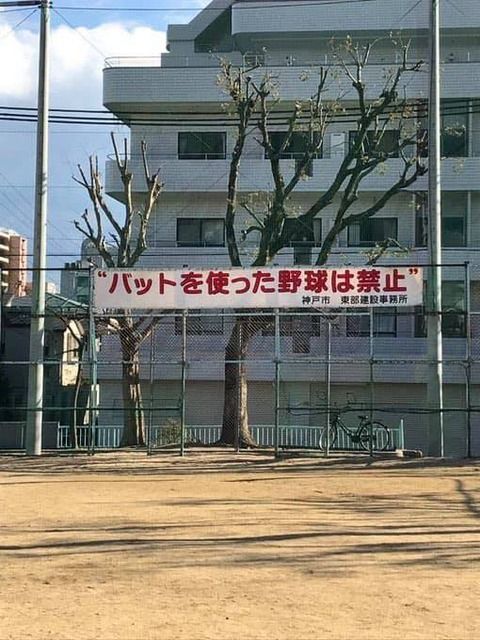 “バットを使った野球は禁止”
神戸市　東部建設事務所